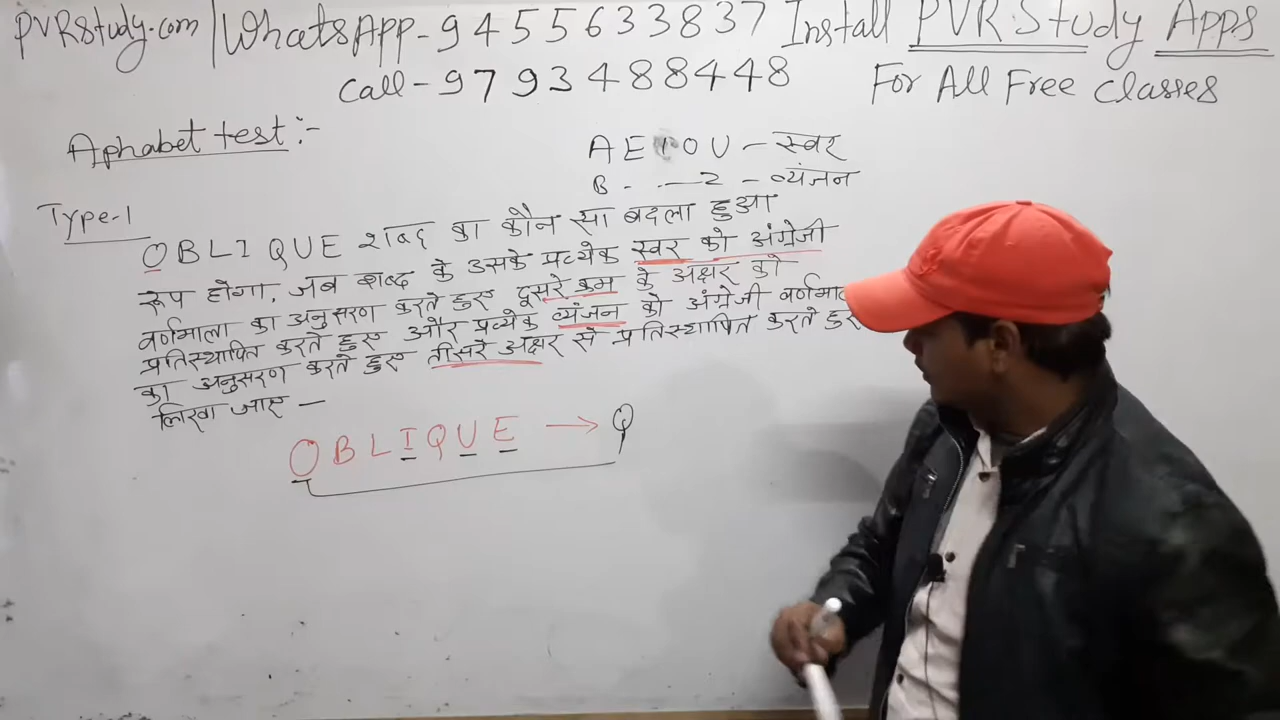 PVRStudy.com | WhatsApp - 9455633837 Install PVR Study Apps
Call - 9793488448 For All Free Classes
Aphabet test :-
A E I O U - स्वर
B - - Z - व्यंजन
Type-1
OBLIQUE शब्द का कौन सा बदला हुआ
रूप होगा, जब शब्द के उसके प्रत्येक स्वर को अंग्रेजी
वर्णमाला का अनुसरण करते हुए दूसरे क्रम के अक्षर को
प्रतिस्थापित करते हुए और प्रत्येक व्यंजन को अंग्रेजी
का अनुसरण करते हुए तीसरे अक्षर से प्रतिस्थापित करते हुए
लिखा जाए —
OBLIQUE → Q